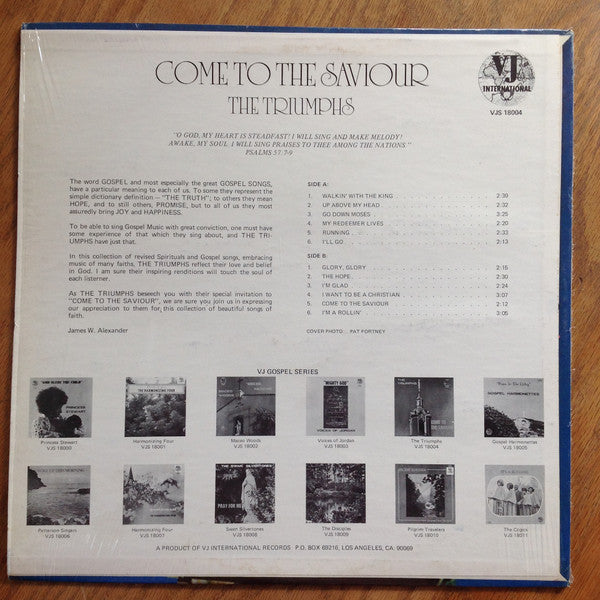 COME TO THE SAVIOUR
THE TRIUMPHS
VJ
INTERNATIONAL
VJS 18004
"O GOD, MY HEART IS STEADFAST! I WILL SING AND MAKE MELODY!
AWAKE, MY SOUL I WILL SING PRAISES TO THEE AMONG THE NATIONS"
PSALMS 57:7-9
The word GOSPEL and most especially the great GOSPEL SONGS,
have a particular meaning to each of us. To some they represent the
simple dictionary definition — "THE TRUTH"; to others they mean
HOPE, and to still others, PROMISE, but to all of us they most
assuredly bring JOY and HAPPINESS.
To be able to sing Gospel Music with great conviction, one must have
some experience of that which they sing about, and THE TRI-
UMPHS have just that.
In this collection of revised Spirituals and Gospel songs, embracing
music of many faiths, THE TRIUMPHS reflect their love and belief
in God. I am sure their inspiring renditions will touch the soul of
each listener.
As THE TRIUMPHS beseech you with their special invitation to
"COME TO THE SAVIOUR", we are sure you join us in expressing
our appreciation to them for this collection of beautiful songs of
faith.
James W. Alexander
SIDE A:
1. WALKIN' WITH THE KING 2:39
2. UP ABOVE MY HEAD 2:32
3. GO DOWN MOSES 3:25
4. MY REDEEMER LIVES 2:20
5. RUNNING 2:33
6. I'LL GO 2:13
SIDE B:
1. GLORY, GLORY 2:15
2. THE HOPE 2:30
3. I'M GLAD 2:24
4. I WANT TO BE A CHRISTIAN 3:07
5. COME TO THE SAVIOUR 2:12
6. I'M A ROLLIN' 3:05
COVER PHOTO PAT FORTNEY
VJ GOSPEL SERIES
Princess Stewart
VJS 18000
Harmonizing Four
VJS 18001
Maceo Woods
VJS 18002
Voices of Jordan
VJS 18003
The Triumphs
VJS 18004
Gospel Harmonettes
VJS 18005
Patterson Singers
VJS 18006
Harmonizing Four
VJS 18007
Swan Silvertones
VJS 18008
The Disciples
VJS 18009
Pilgrim Travelers
VJS 18010
The Cogics
VJS 18011
A PRODUCT OF VJ INTERNATIONAL RECORDS P.O. BOX 69216, LOS ANGELES, CA. 90069